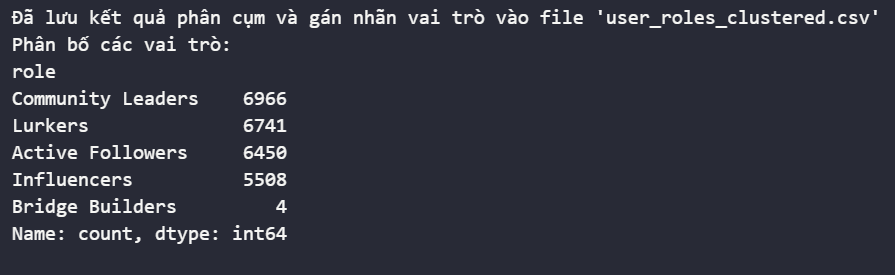 Đã lưu kết quả phân cụm và gán nhãn vai trò vào file 'user_roles_clustered.csv'
Phân bố các vai trò:
role
Community Leaders    6966
Lurkers              6741
Active Followers     6450
Influencers          5508
Bridge Builders         4
Name: count, dtype: int64